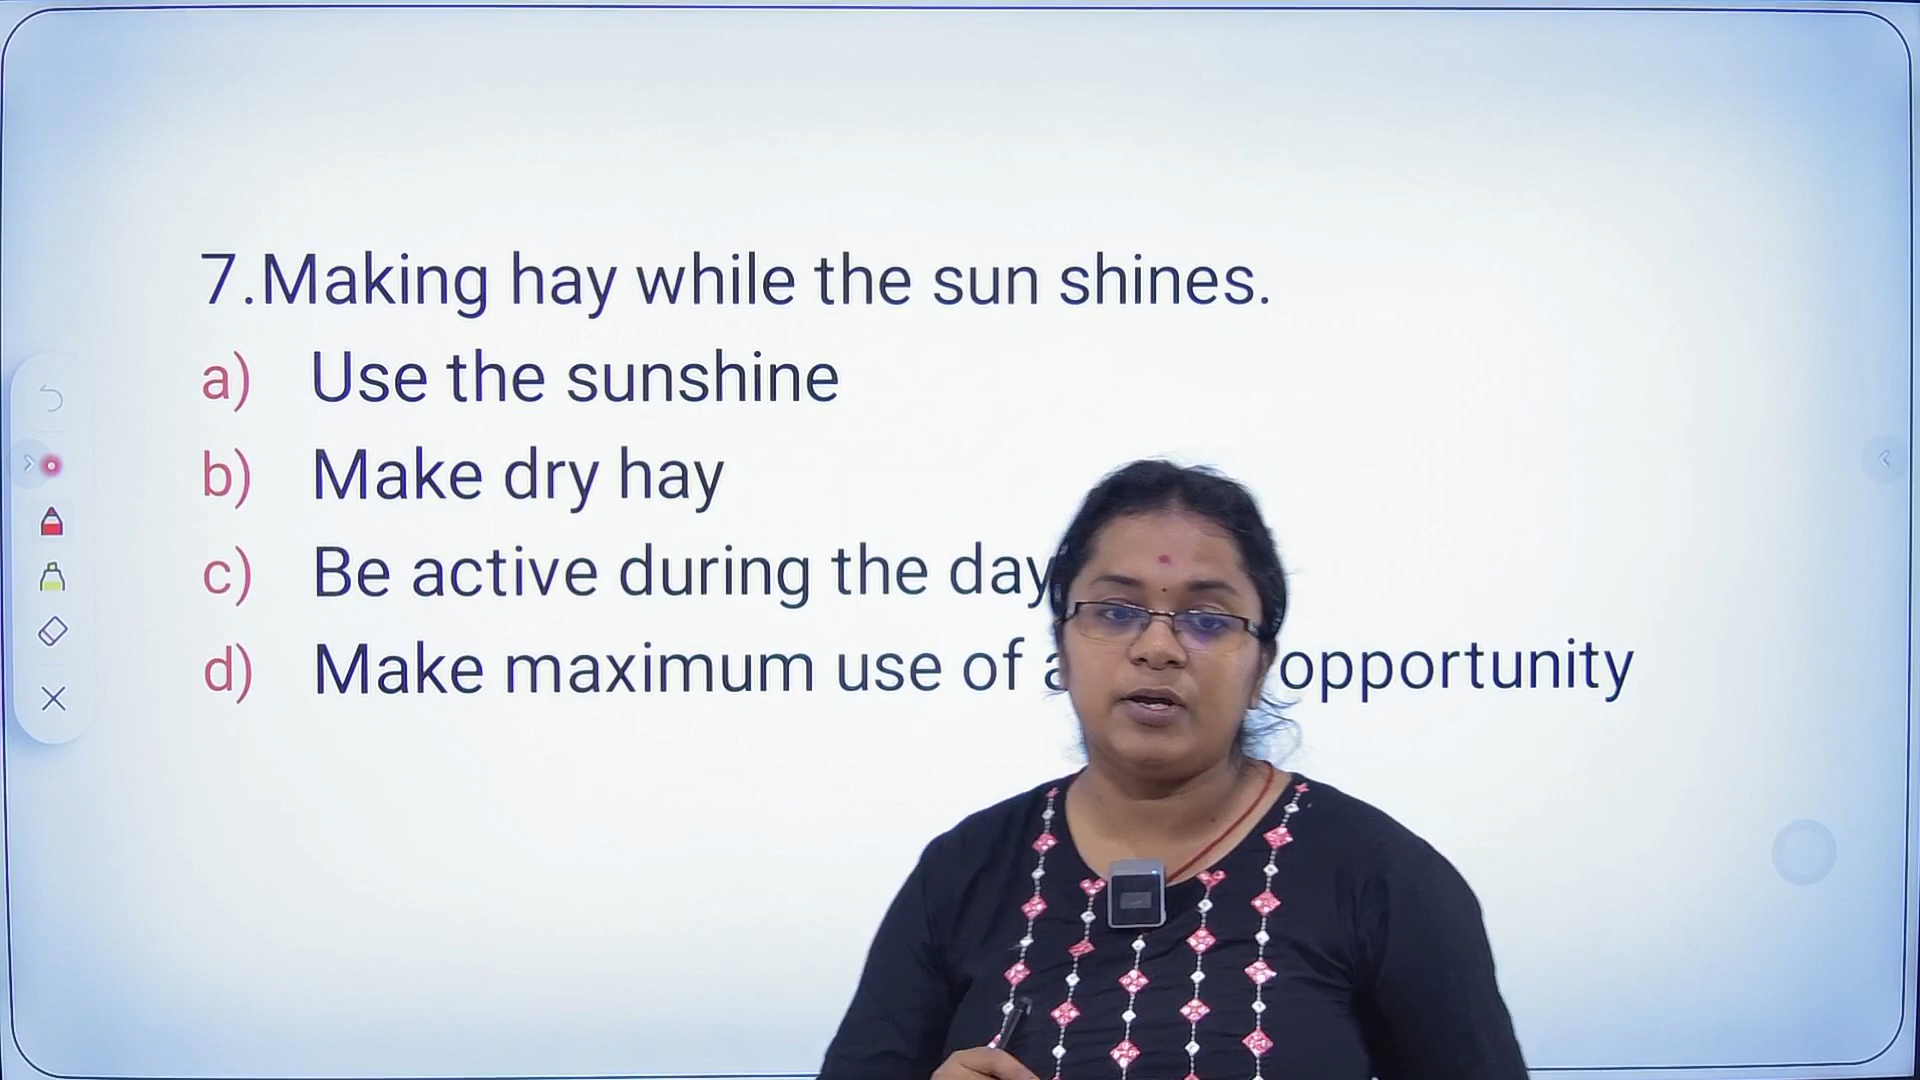 7.Making hay while the sun shines.
a) Use the sunshine
b) Make dry hay
c) Be active during the day
d) Make maximum use of opportunity